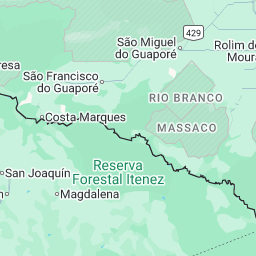 429
São Miguel
do Guaporé
Rolim de
Moura
resa
São Francisco
do Guaporé
RIO BRANCO
Costa Marques
MASSACO
Reserva
Forestal Itenez
San Joaquín
Magdalena